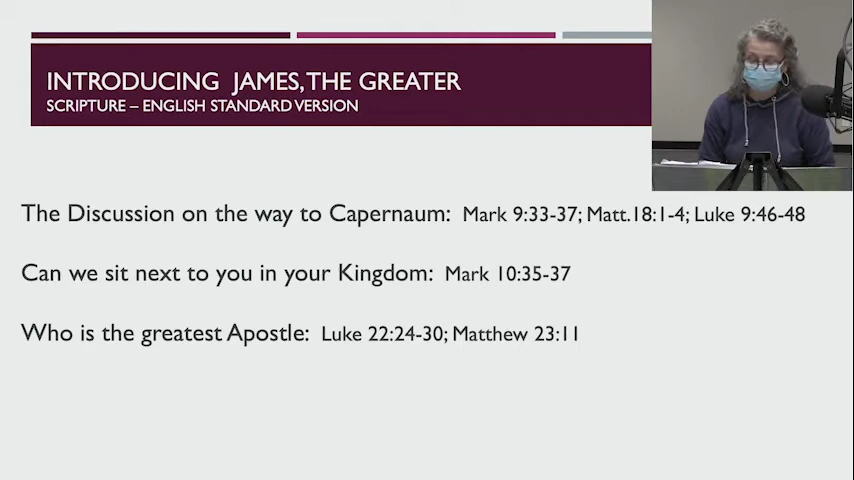 INTRODUCING JAMES, THE GREATER
SCRIPTURE – ENGLISH STANDARD VERSION
The Discussion on the way to Capernaum: Mark 9:33-37; Matt.18:1-4; Luke 9:46-48
Can we sit next to you in your Kingdom: Mark 10:35-37
Who is the greatest Apostle: Luke 22:24-30; Matthew 23:11